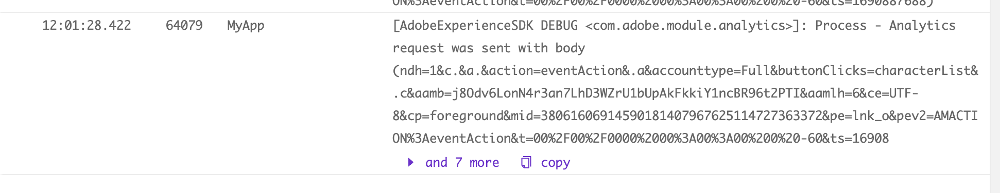 ON%3AeventAction&t=00%2F00%2F0000%2000%3A00%3A00%200%20-60&ts=1690887688)
12:01:28.422 64079 MyApp [AdobeExperienceSDK DEBUG <com.adobe.module.analytics>]: Process - Analytics
request was sent with body
(ndh=1&c.&a.&action=eventAction&.a&accounttype=Full&buttonClicks=characterList&
.c&aamb=j8Odv6LonN4r3an7LhD3WZrU1bUpAkFkkiY1ncBR96t2PTI&aamlh=6&ce=UTF-
8&cp=foreground&mid=38061606914590181407967625114727363372&pe=lnk_o&pev2=AMACTI
ON%3AeventAction&t=00%2F00%2F0000%2000%3A00%3A00%200%20-60&ts=16908
and 7 more copy